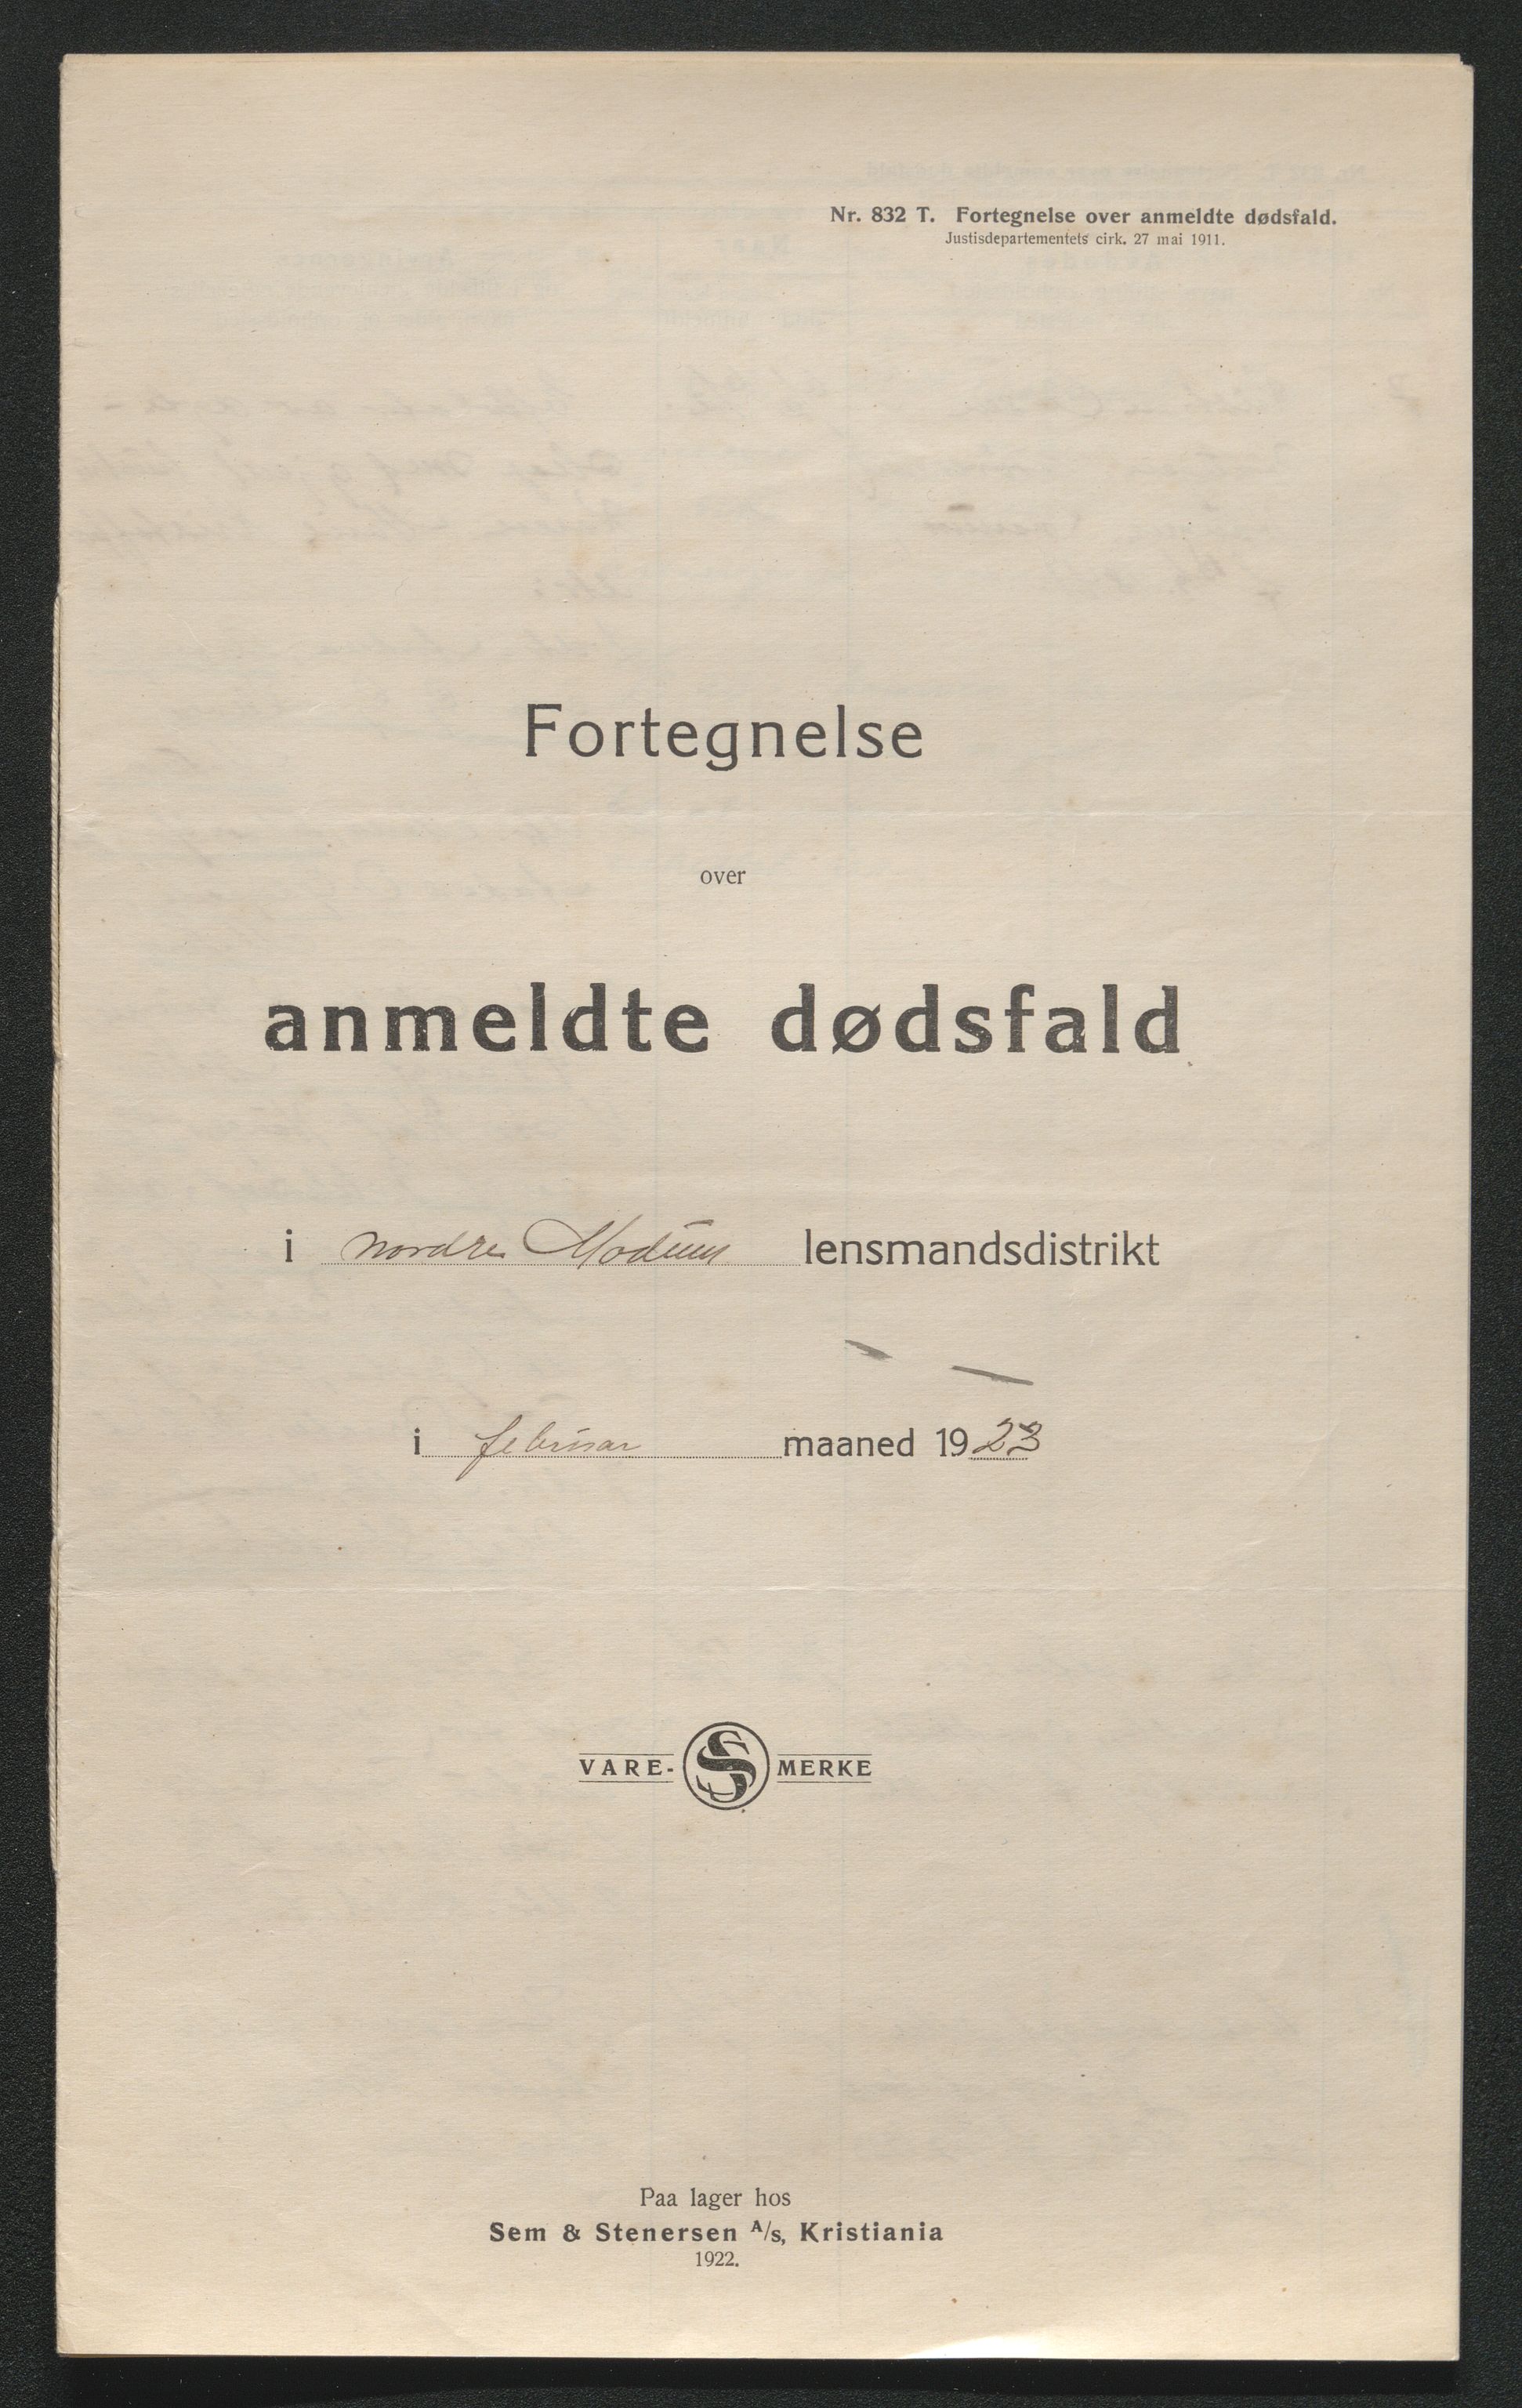 Nr. 832 T. Fortegnelse over anmeldte dødsfald.
Justisdepartementets cirk. 27 mai 1911.
Fortegnelse
over
anmeldte dødsfald
i nordre Modum lensmandsdistrikt
i februar maaned 1923
VARE- SS MERKE
Paa lager hos
Sem & Stenersen A/s, Kristiania
1922.